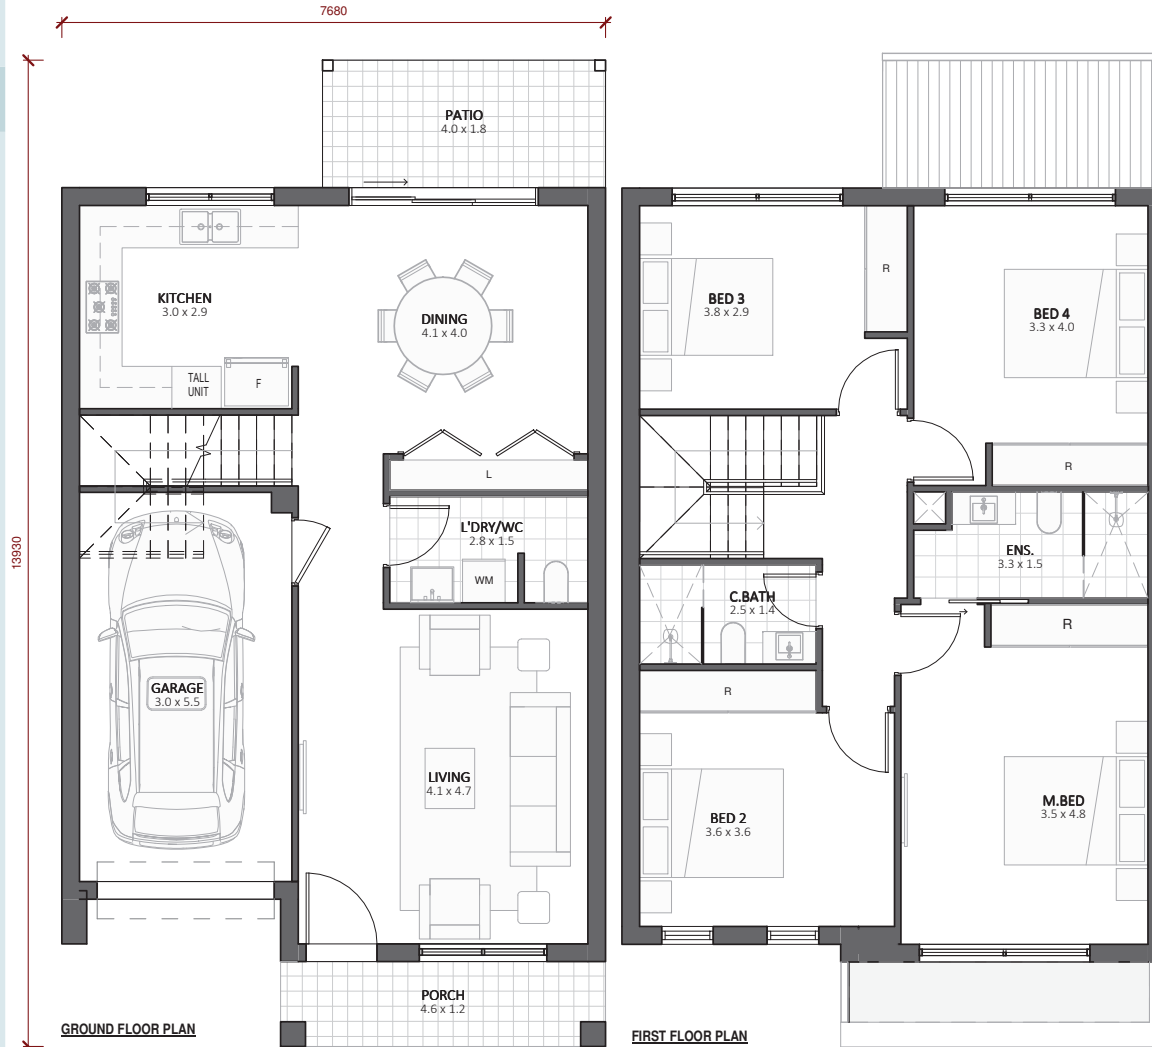 7680
13930
PATIO
4.0 x 1.8
KITCHEN
3.0 x 2.9
DINING
4.1 x 4.0
TALL
UNIT
F
L
L'DRY/WC
2.8 x 1.5
WM
GARAGE
3.0 x 5.5
LIVING
4.1 x 4.7
PORCH
4.6 x 1.2
GROUND FLOOR PLAN
BED 3
3.8 x 2.9
R
BED 4
3.3 x 4.0
R
ENS.
3.3 x 1.5
C.BATH
2.5 x 1.4
R
R
BED 2
3.6 x 3.6
M.BED
3.5 x 4.8
FIRST FLOOR PLAN